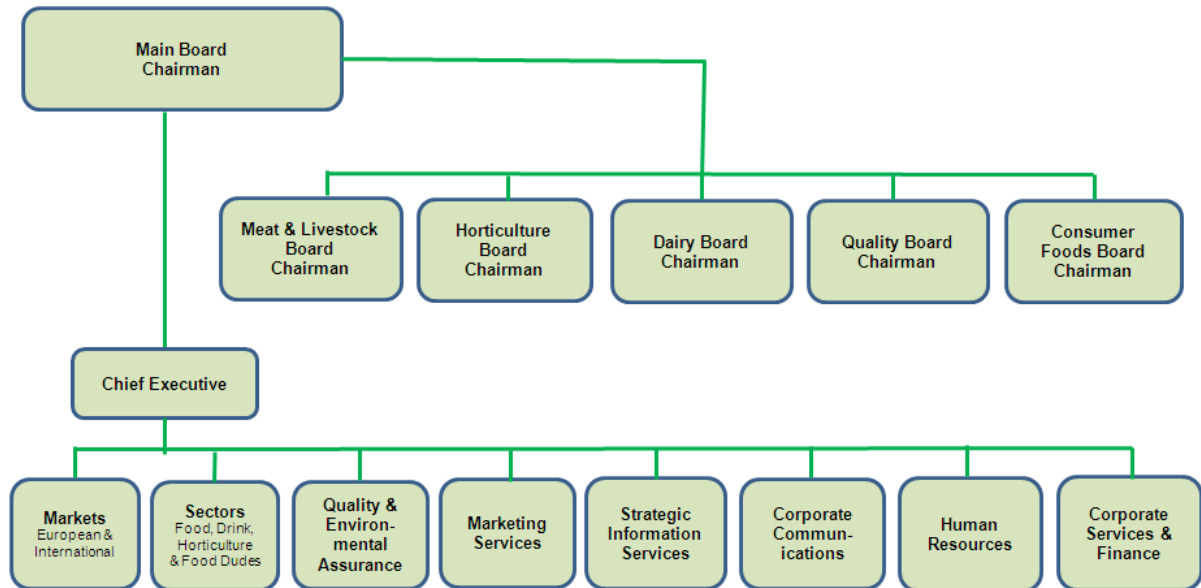 Main Board
Chairman
Meat & Livestock
Board
Chairman
Horticulture
Board
Chairman
Dairy Board
Chairman
Quality Board
Chairman
Consumer
Foods Board
Chairman
Chief Executive
Markets
European &
International
Sectors
Food, Drink,
Horticulture
& Food Dudes
Quality &
Environ-
mental
Assurance
Marketing
Services
Strategic
Information
Services
Corporate
Commun-
ications
Human
Resources
Corporate
Services &
Finance